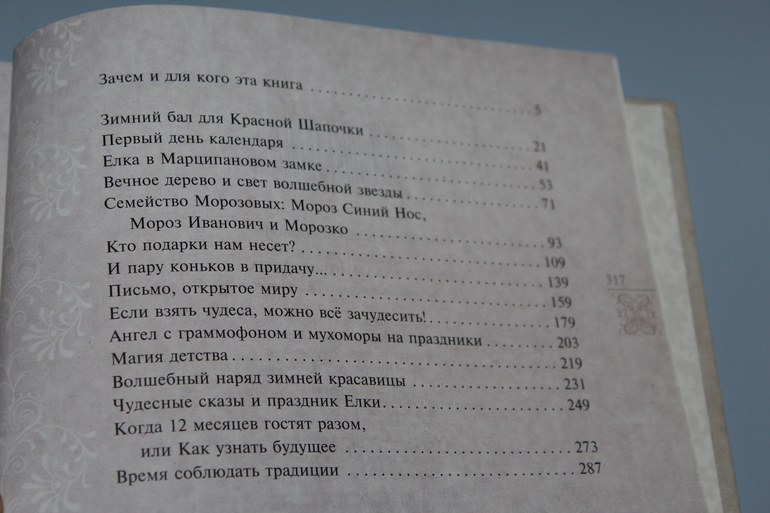 Зачем и для кого эта книга .......................... 5
Зимний бал для Красной Шапочки .......................... 21
Первый день календаря .......................... 41
Елка в Марципановом замке .......................... 53
Вечное дерево и свет волшебной звезды .......................... 71
Семейство Морозовых: Мороз Синий Нос,
Мороз Иванович и Морозко .......................... 93
Кто подарки нам несет? .......................... 109
И пару коньков в придачу... .......................... 139
317
Письмо, открытое миру .......................... 159
Если взять чудеса, можно всё зачудесить! .......................... 179
Ангел с граммофоном и мухоморы на праздники .......................... 203
Магия детства .......................... 219
Волшебный наряд зимней красавицы .......................... 231
Чудесные сказы и праздник Елки .......................... 249
Когда 12 месяцев гостят разом,
или Как узнать будущее .......................... 273
Время соблюдать традиции .......................... 287